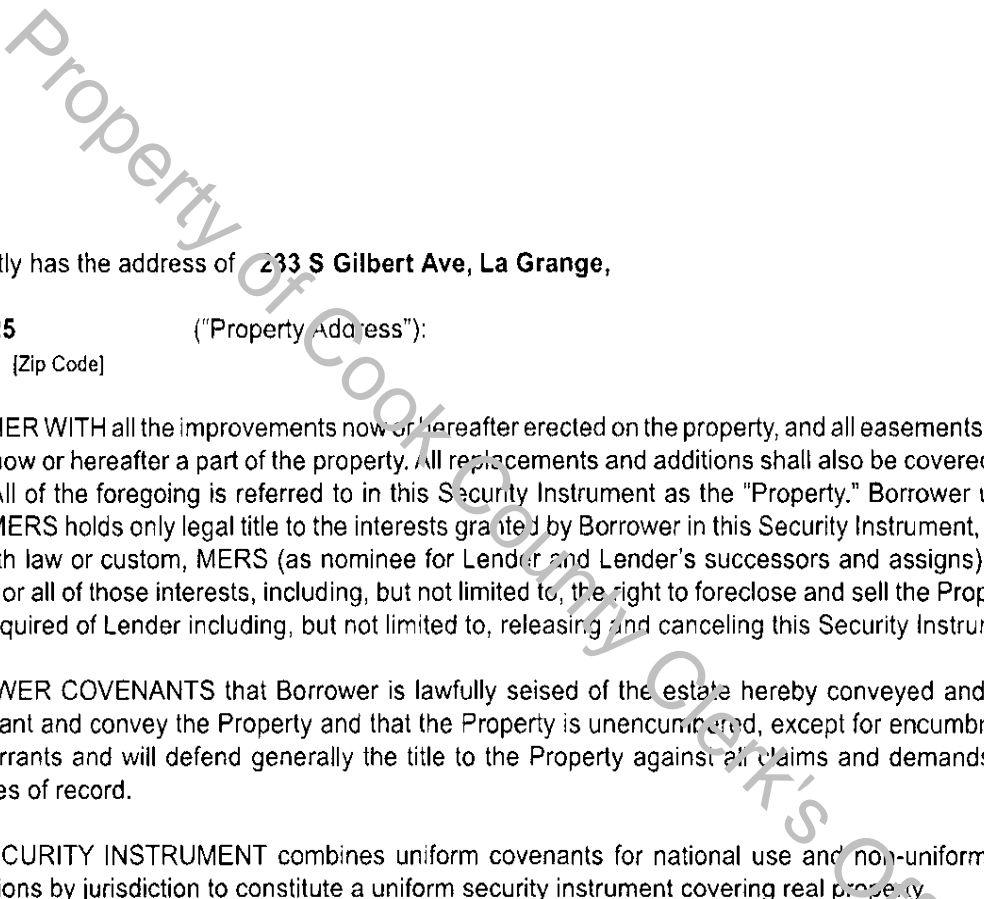 Property of Cook County Clerk's
tly has the address of 233 S Gilbert Ave, La Grange,
25 ("Property Address"):
[Zip Code]
IER WITH all the improvements now or hereafter erected on the property, and all easements
now or hereafter a part of the property. All replacements and additions shall also be covered
All of the foregoing is referred to in this Security Instrument as the "Property." Borrower u
MERS holds only legal title to the interests granted by Borrower in this Security Instrument,
th law or custom, MERS (as nominee for Lender and Lender's successors and assigns)
or all of those interests, including, but not limited to, the right to foreclose and sell the Prop
quired of Lender including, but not limited to, releasing and canceling this Security Instrur
WER COVENANTS that Borrower is lawfully seised of the estate hereby conveyed and
ant and convey the Property and that the Property is unencumbered, except for encumbr
rrants and will defend generally the title to the Property against all claims and demands
es of record.
CURITY INSTRUMENT combines uniform covenants for national use and non-uniform
ions by jurisdiction to constitute a uniform security instrument covering real property.